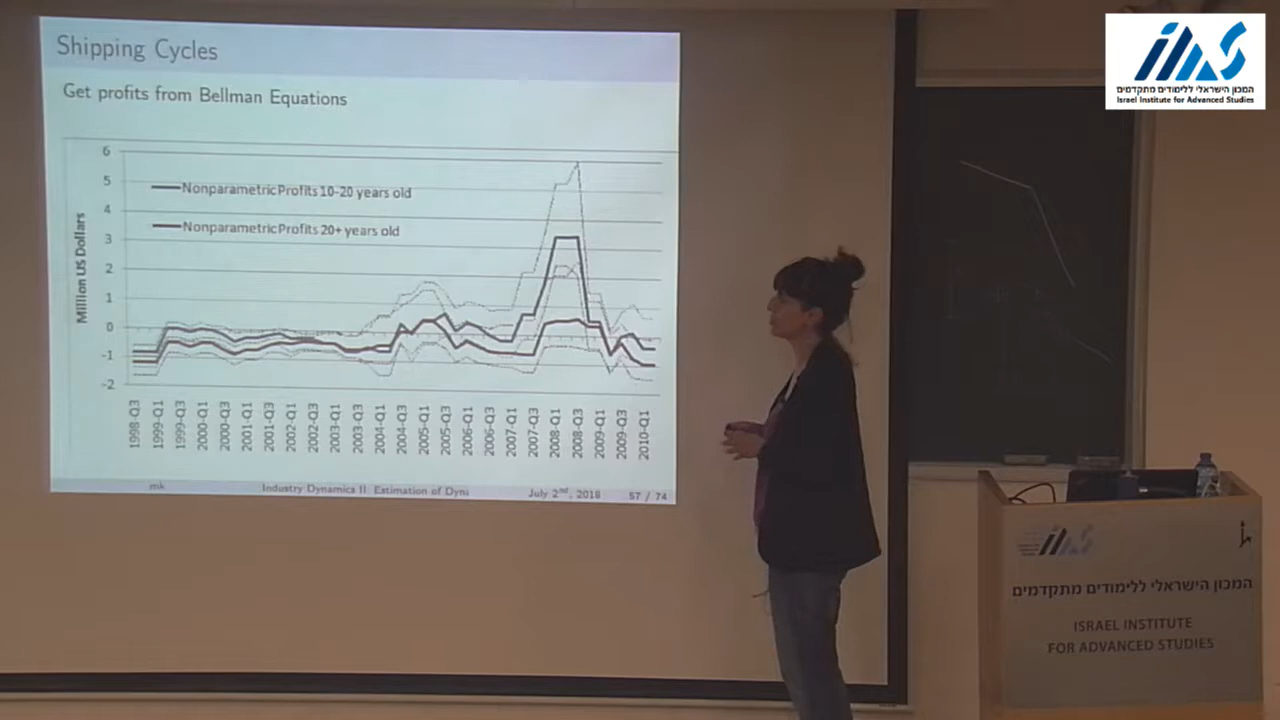 Shipping Cycles
Get profits from Bellman Equations
6
5
4
3
2
1
0
-1
-2
Million US Dollars
Nonparametric Profits 10-20 years old
Nonparametric Profits 20+ years old
1998-Q3
1999-Q1
1999-Q3
2000-Q1
2000-Q3
2001-Q1
2001-Q3
2002-Q1
2002-Q3
2003-Q1
2003-Q3
2004-Q1
2004-Q3
2005-Q1
2005-Q3
2006-Q1
2006-Q3
2007-Q1
2007-Q3
2008-Q1
2008-Q3
2009-Q1
2009-Q3
2010-Q1
mk Industry Dynamics II Estimation of Dyna July 2nd, 2018 57 / 74
המכון הישראלי ללימודים מתקדמים
Israel Institute for Advanced Studies
המכון הישראלי ללימודים מתקדמים
ISRAEL INSTITUTE
FOR ADVANCED STUDIES